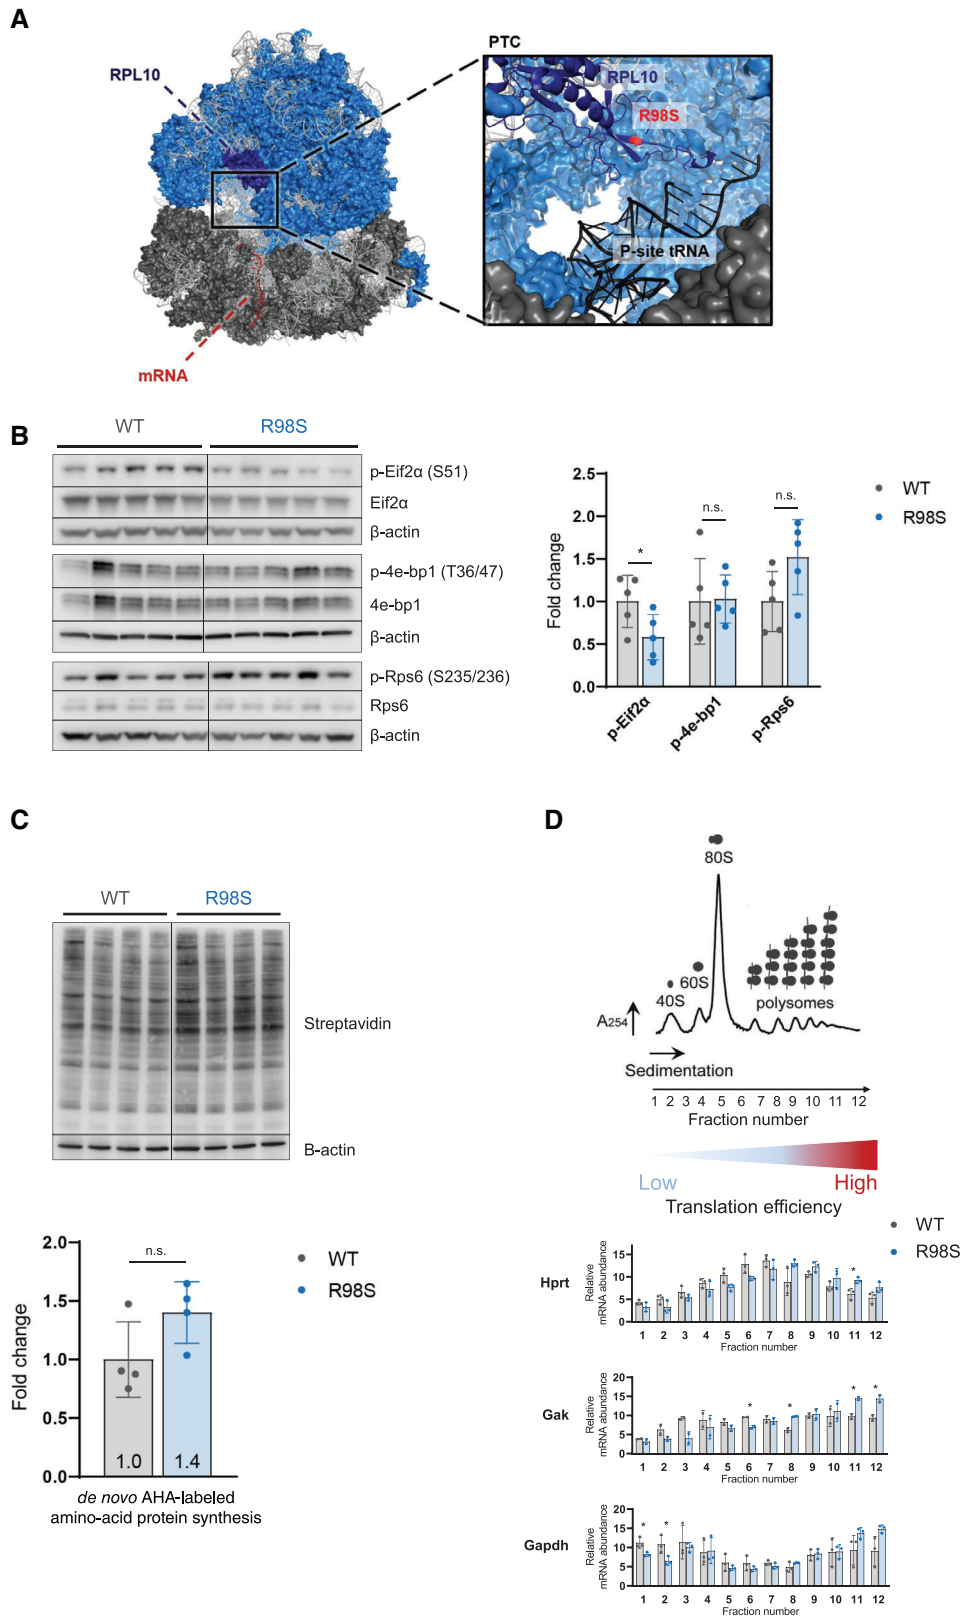 A
PTC
RPL10
RPL10
R98S
P-site tRNA
mRNA
B
WT
R98S
p-Eif2α (S51)
Eif2α
β-actin
p-4e-bp1 (T36/47)
4e-bp1
β-actin
p-Rps6 (S235/236)
Rps6
β-actin
Fold change
2.5
2.0
1.5
1.0
0.5
0.0
*
n.s.
n.s.
p-Eif2α
p-4e-bp1
p-Rps6
WT
R98S
C
WT
R98S
Streptavidin
B-actin
Fold change
2.0
1.5
1.0
0.5
0.0
n.s.
1.0
1.4
WT
R98S
de novo AHA-labeled
amino-acid protein synthesis
D
80S
60S
40S
polysomes
A254
Sedimentation
1 2 3 4 5 6 7 8 9 10 11 12
Fraction number
Low
High
Translation efficiency
WT
R98S
Hprt
Relative
mRNA abundance
15
10
5
0
*
1 2 3 4 5 6 7 8 9 10 11 12
Fraction number
Gak
Relative
mRNA abundance
20
15
10
5
0
* * * *
1 2 3 4 5 6 7 8 9 10 11 12
Fraction number
Gapdh
Relative
mRNA abundance
20
15
10
5
0
* *
1 2 3 4 5 6 7 8 9 10 11 12
Fraction number